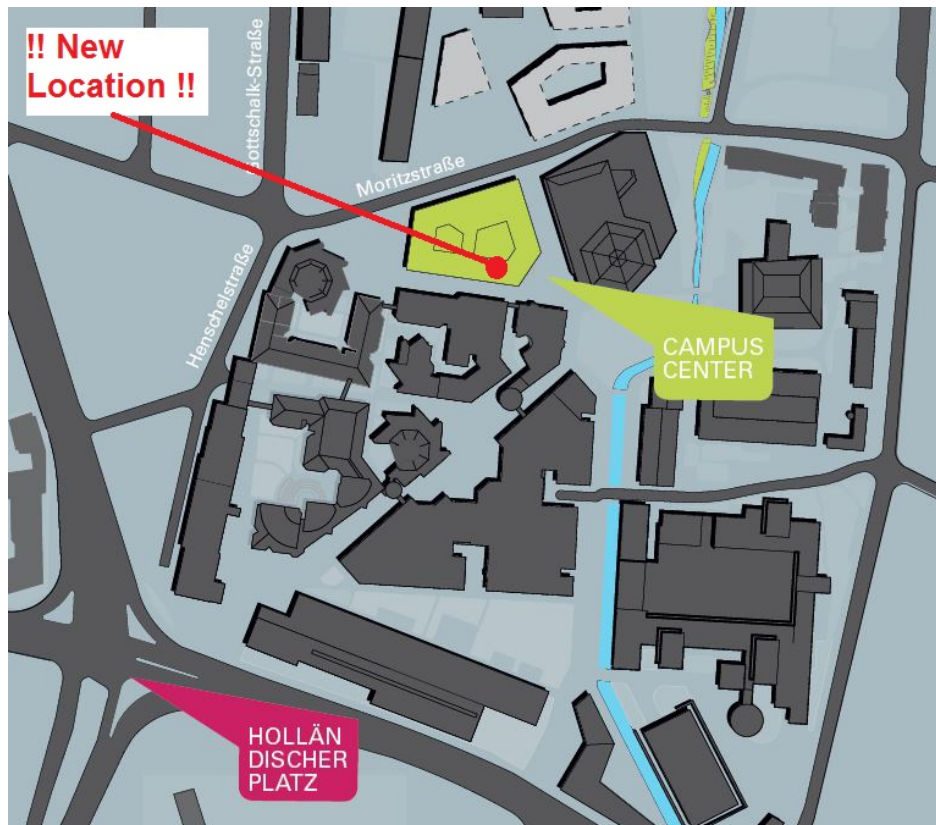 !! New
Location !!
Gottschalk-Straße
Moritzstraße
Henschelstraße
CAMPUS
CENTER
HOLLÄN
DISCHER
PLATZ